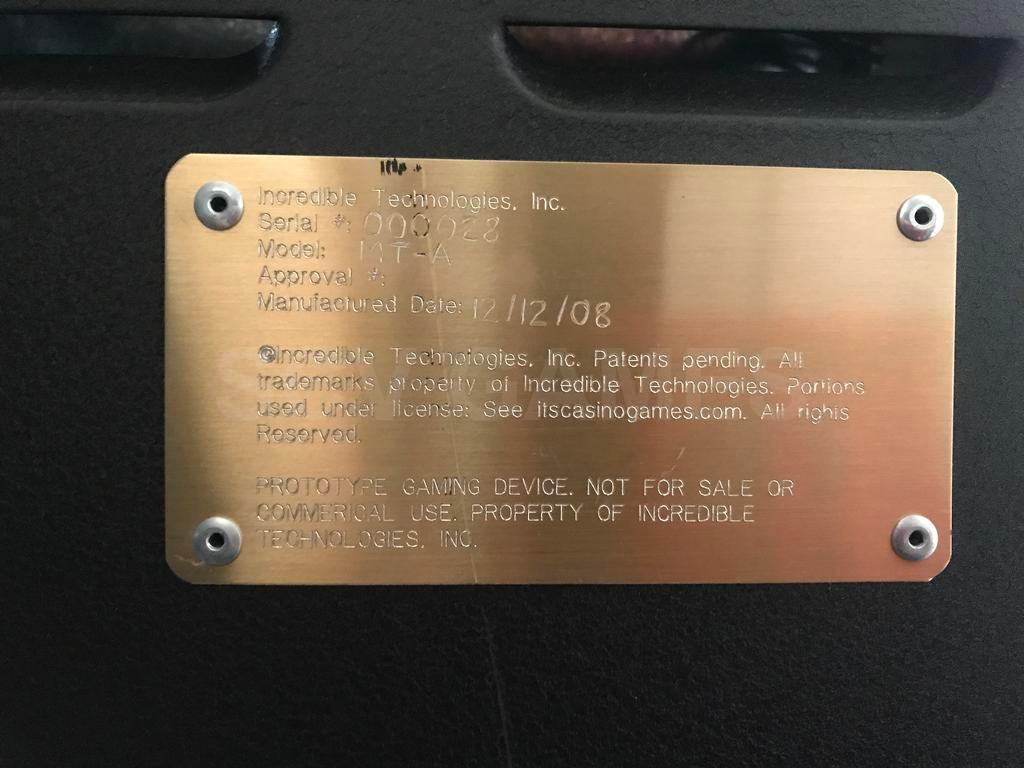 Incredible Technologies, Inc.
Serial #: 000028
Model: MT-A
Approval #:
Manufactured Date: 12/12/08
©Incredible Technologies, Inc. Patents pending. All
trademarks property of Incredible Technologies. Portions
used under license: See itscasinogames.com. All rights
Reserved.
PROTOTYPE GAMING DEVICE. NOT FOR SALE OR
COMMERICAL USE. PROPERTY OF INCREDIBLE
TECHNOLOGIES, INC.